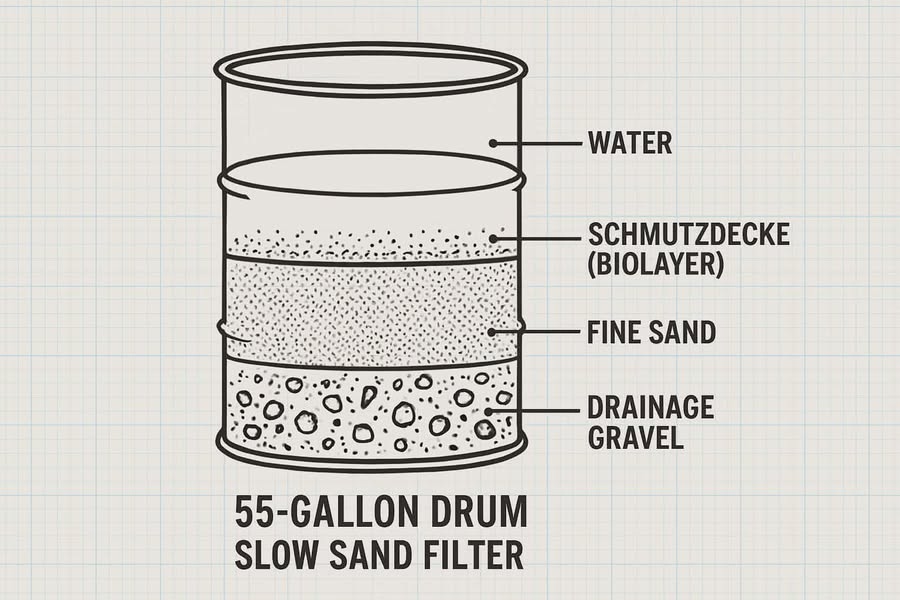 WATER
SCHMUTZDECKE
(BIOLAYER)
FINE SAND
DRAINAGE
GRAVEL
55-GALLON DRUM
SLOW SAND FILTER